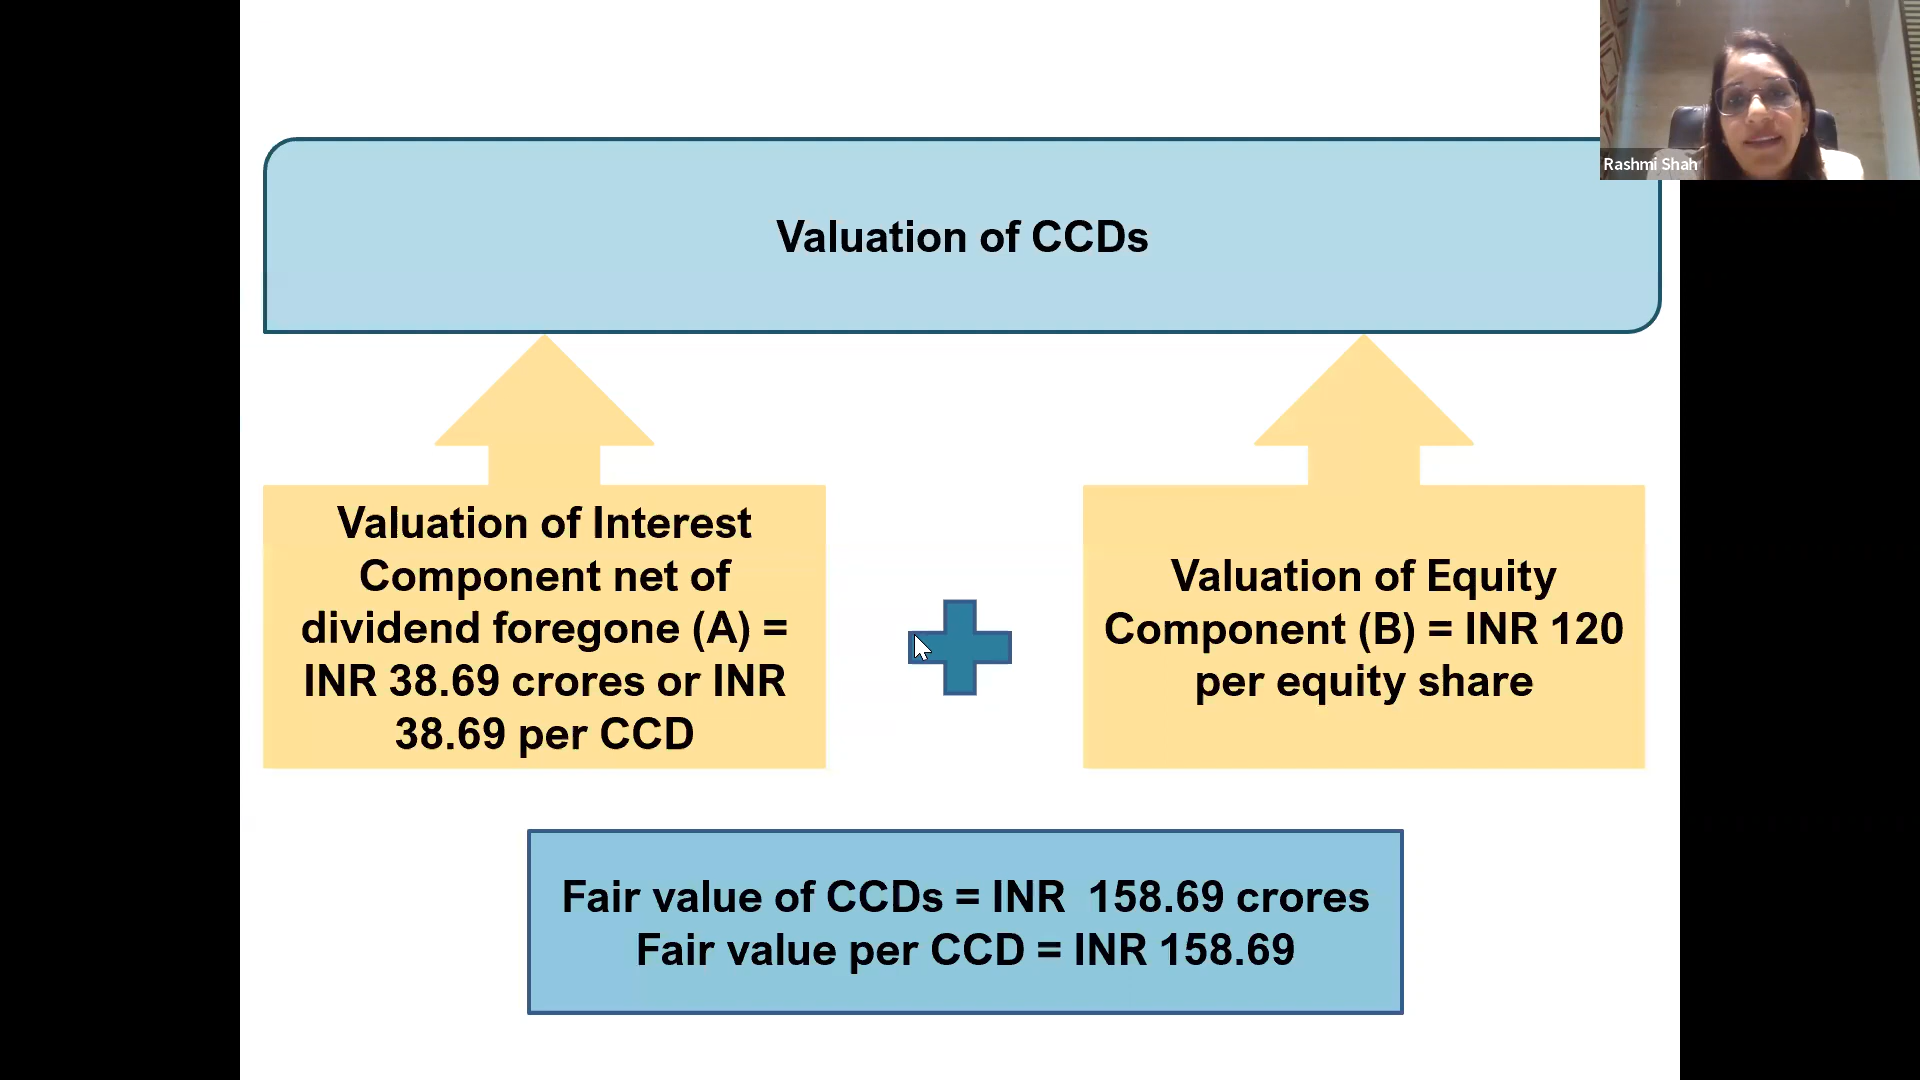 Rashmi Shah
Valuation of CCDs
Valuation of Interest
Component net of
dividend foregone (A) =
INR 38.69 crores or INR
38.69 per CCD
Valuation of Equity
Component (B) = INR 120
per equity share
Fair value of CCDs = INR  158.69 crores
Fair value per CCD = INR 158.69